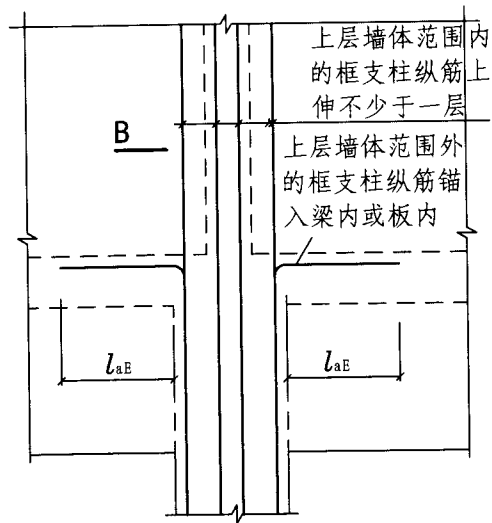 上层墙体范围内
的框支柱纵筋上
伸不少于一层
B
上层墙体范围外
的框支柱纵筋锚
入梁内或板内
laE
laE